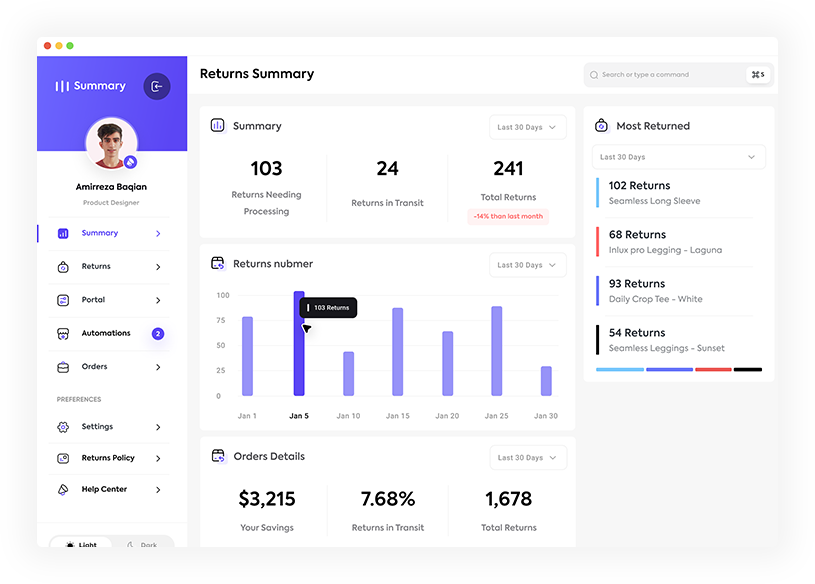 Summary
Amirreza Baqian
Product Designer
Summary
Returns
Portal
Automations
2
Orders
PREFERENCES
Settings
Returns Policy
Help Center
Light
Dark
Returns Summary
Search or type a command
⌘S
Summary
Last 30 Days
103
Returns Needing
Processing
24
Returns in Transit
241
Total Returns
-14% than last month
Returns nubmer
Last 30 Days
100
75
50
25
0
103 Returns
Jan 1
Jan 5
Jan 10
Jan 15
Jan 20
Jan 25
Jan 30
Orders Details
Last 30 Days
$3,215
Your Savings
7.68%
Returns in Transit
1,678
Total Returns
Most Returned
Last 30 Days
102 Returns
Seamless Long Sleeve
68 Returns
Inlux pro Legging - Laguna
93 Returns
Daily Crop Tee - White
54 Returns
Seamless Leggings - Sunset